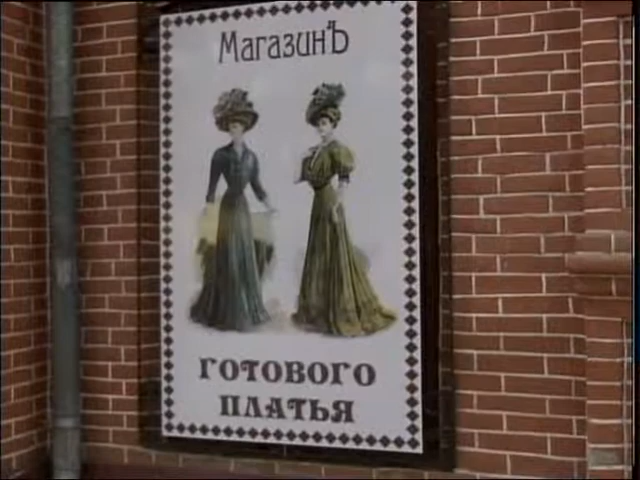 Магазинъ
готового
платья